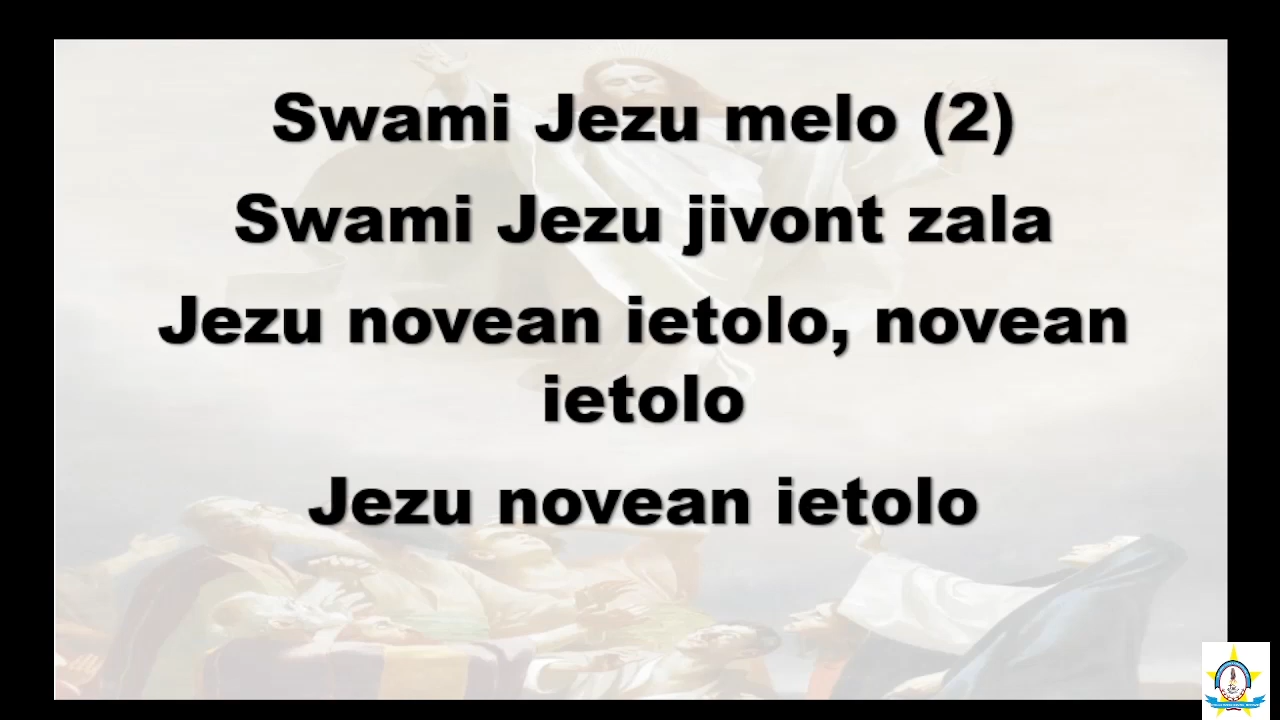 Swami Jezu melo (2)
Swami Jezu jivont zala
Jezu novean ietolo, novean
ietolo
Jezu novean ietolo